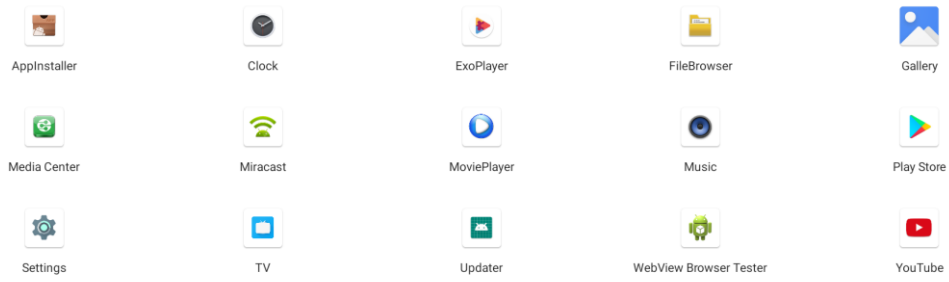 AppInstaller
Clock
ExoPlayer
FileBrowser
Gallery
Media Center
Miracast
MoviePlayer
Music
Play Store
Settings
TV
Updater
WebView Browser Tester
YouTube